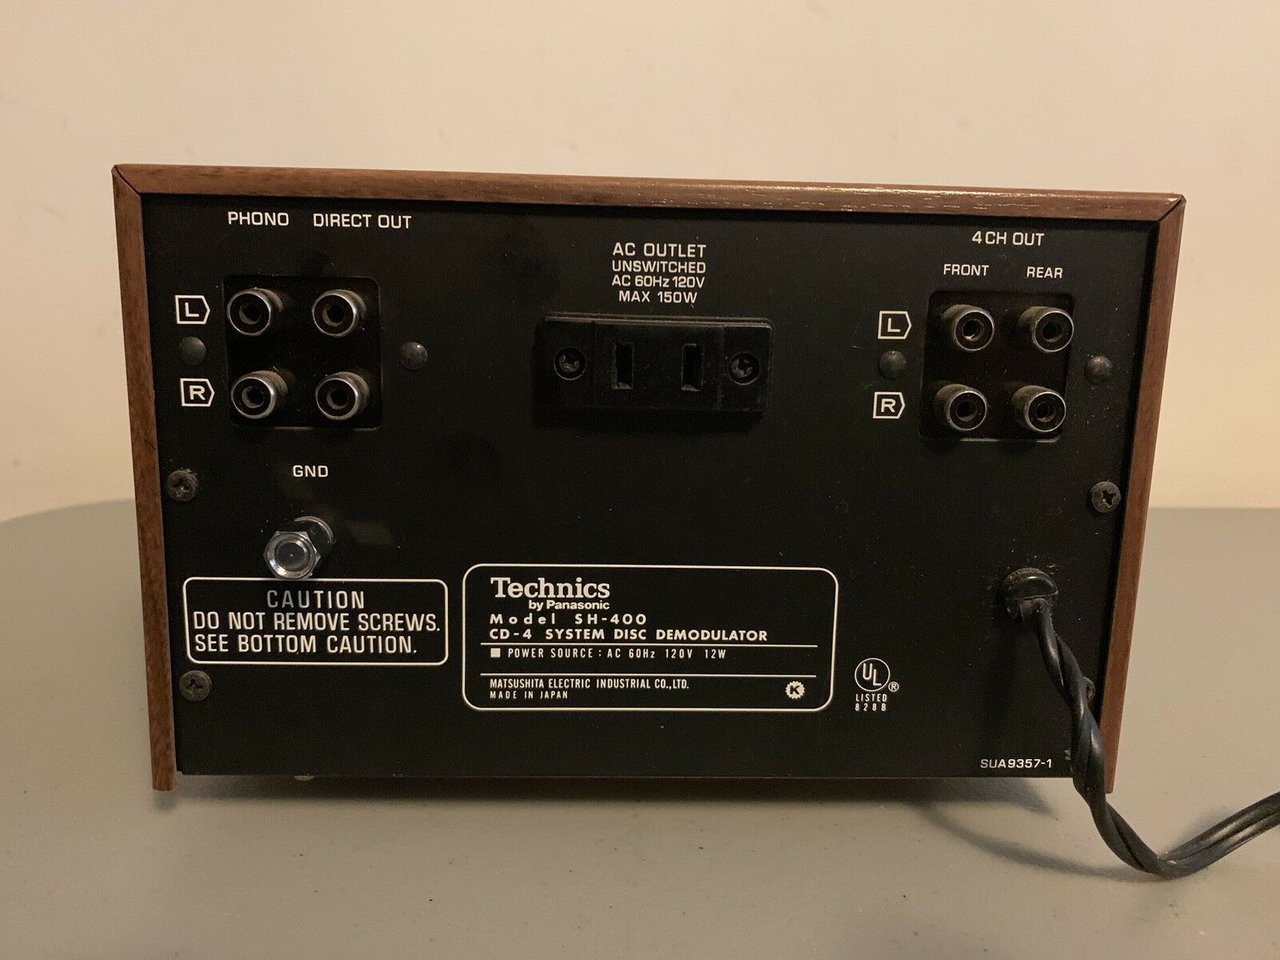 PHONO DIRECT OUT
L
R
GND
CAUTION
DO NOT REMOVE SCREWS.
SEE BOTTOM CAUTION.
AC OUTLET
UNSWITCHED
AC 60Hz 120V
MAX 150W
4CH OUT
FRONT REAR
L
R
Technics
by Panasonic
Model SH-400
CD-4 SYSTEM DISC DEMODULATOR
■ POWER SOURCE : AC 60Hz 120V 12W
MATSUSHITA ELECTRIC INDUSTRIAL CO., LTD.
MADE IN JAPAN
K
UL ®
LISTED
828B
SUA9357-1